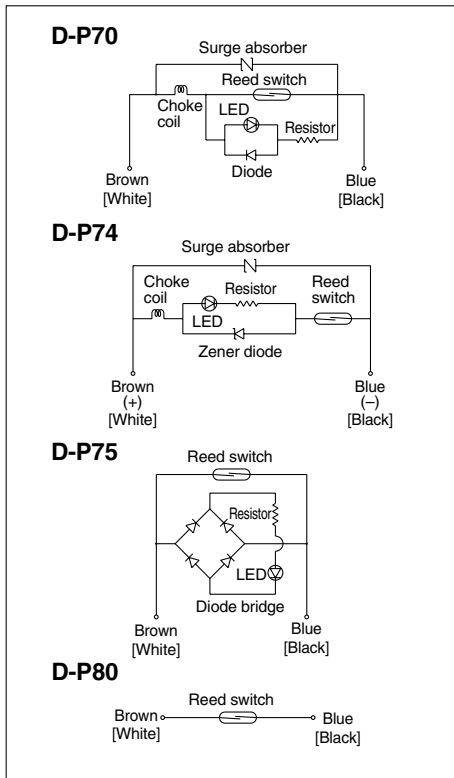 D-P70
Surge absorber
Reed switch
Choke
coil
LED
Resistor
Diode
Brown
[White]
Blue
[Black]
D-P74
Surge absorber
Choke
coil
Resistor
Reed
switch
LED
Zener diode
Brown
(+)
[White]
Blue
(–)
[Black]
D-P75
Reed switch
Resistor
LED
Diode bridge
Brown
[White]
Blue
[Black]
D-P80
Reed switch
Brown
[White]
Blue
[Black]